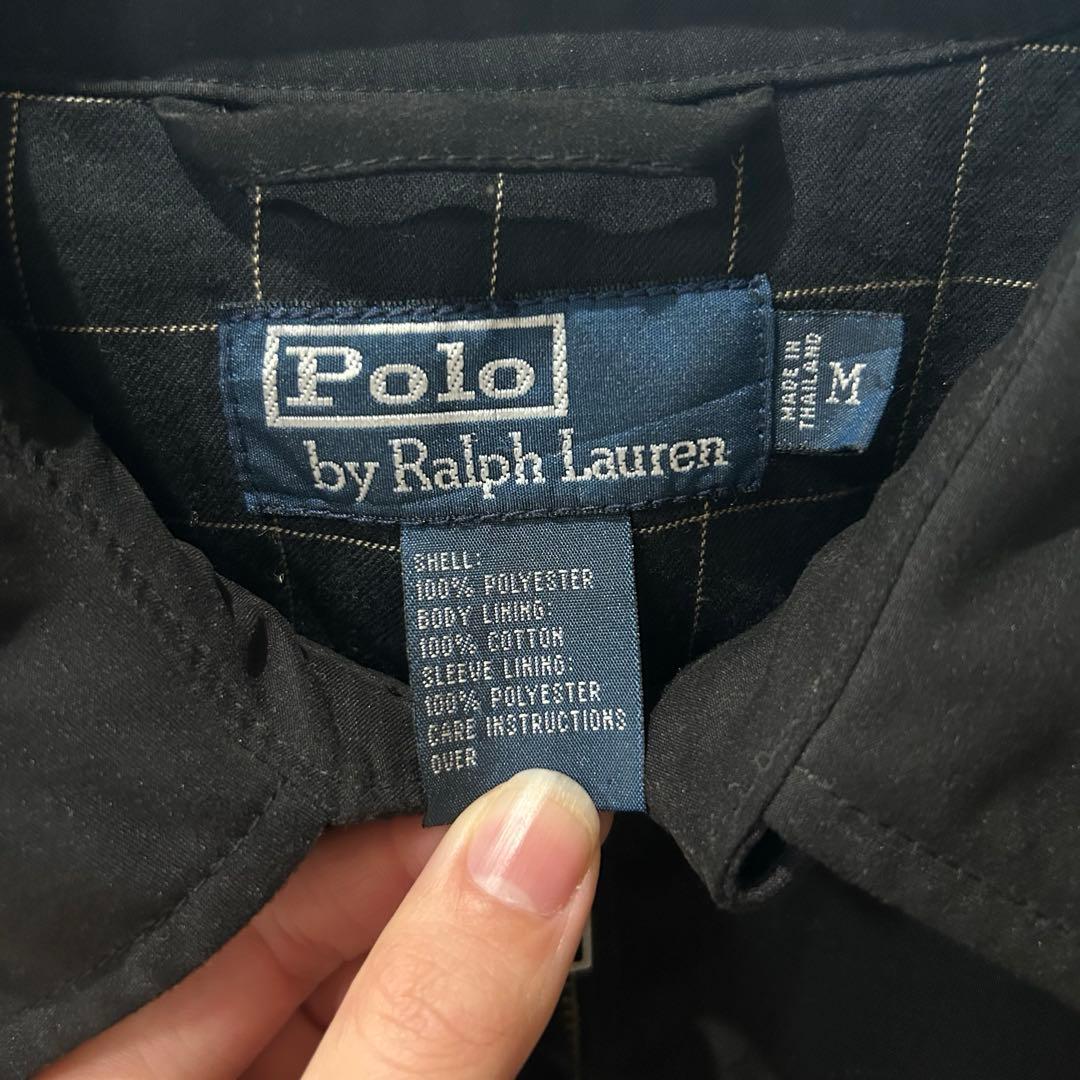 Polo
by Ralph Lauren
MADE IN
THAILAND
M
SHELL:
100% POLYESTER
BODY LINING:
100% COTTON
SLEEVE LINING:
100% POLYESTER
CARE INSTRUCTIONS
OVER